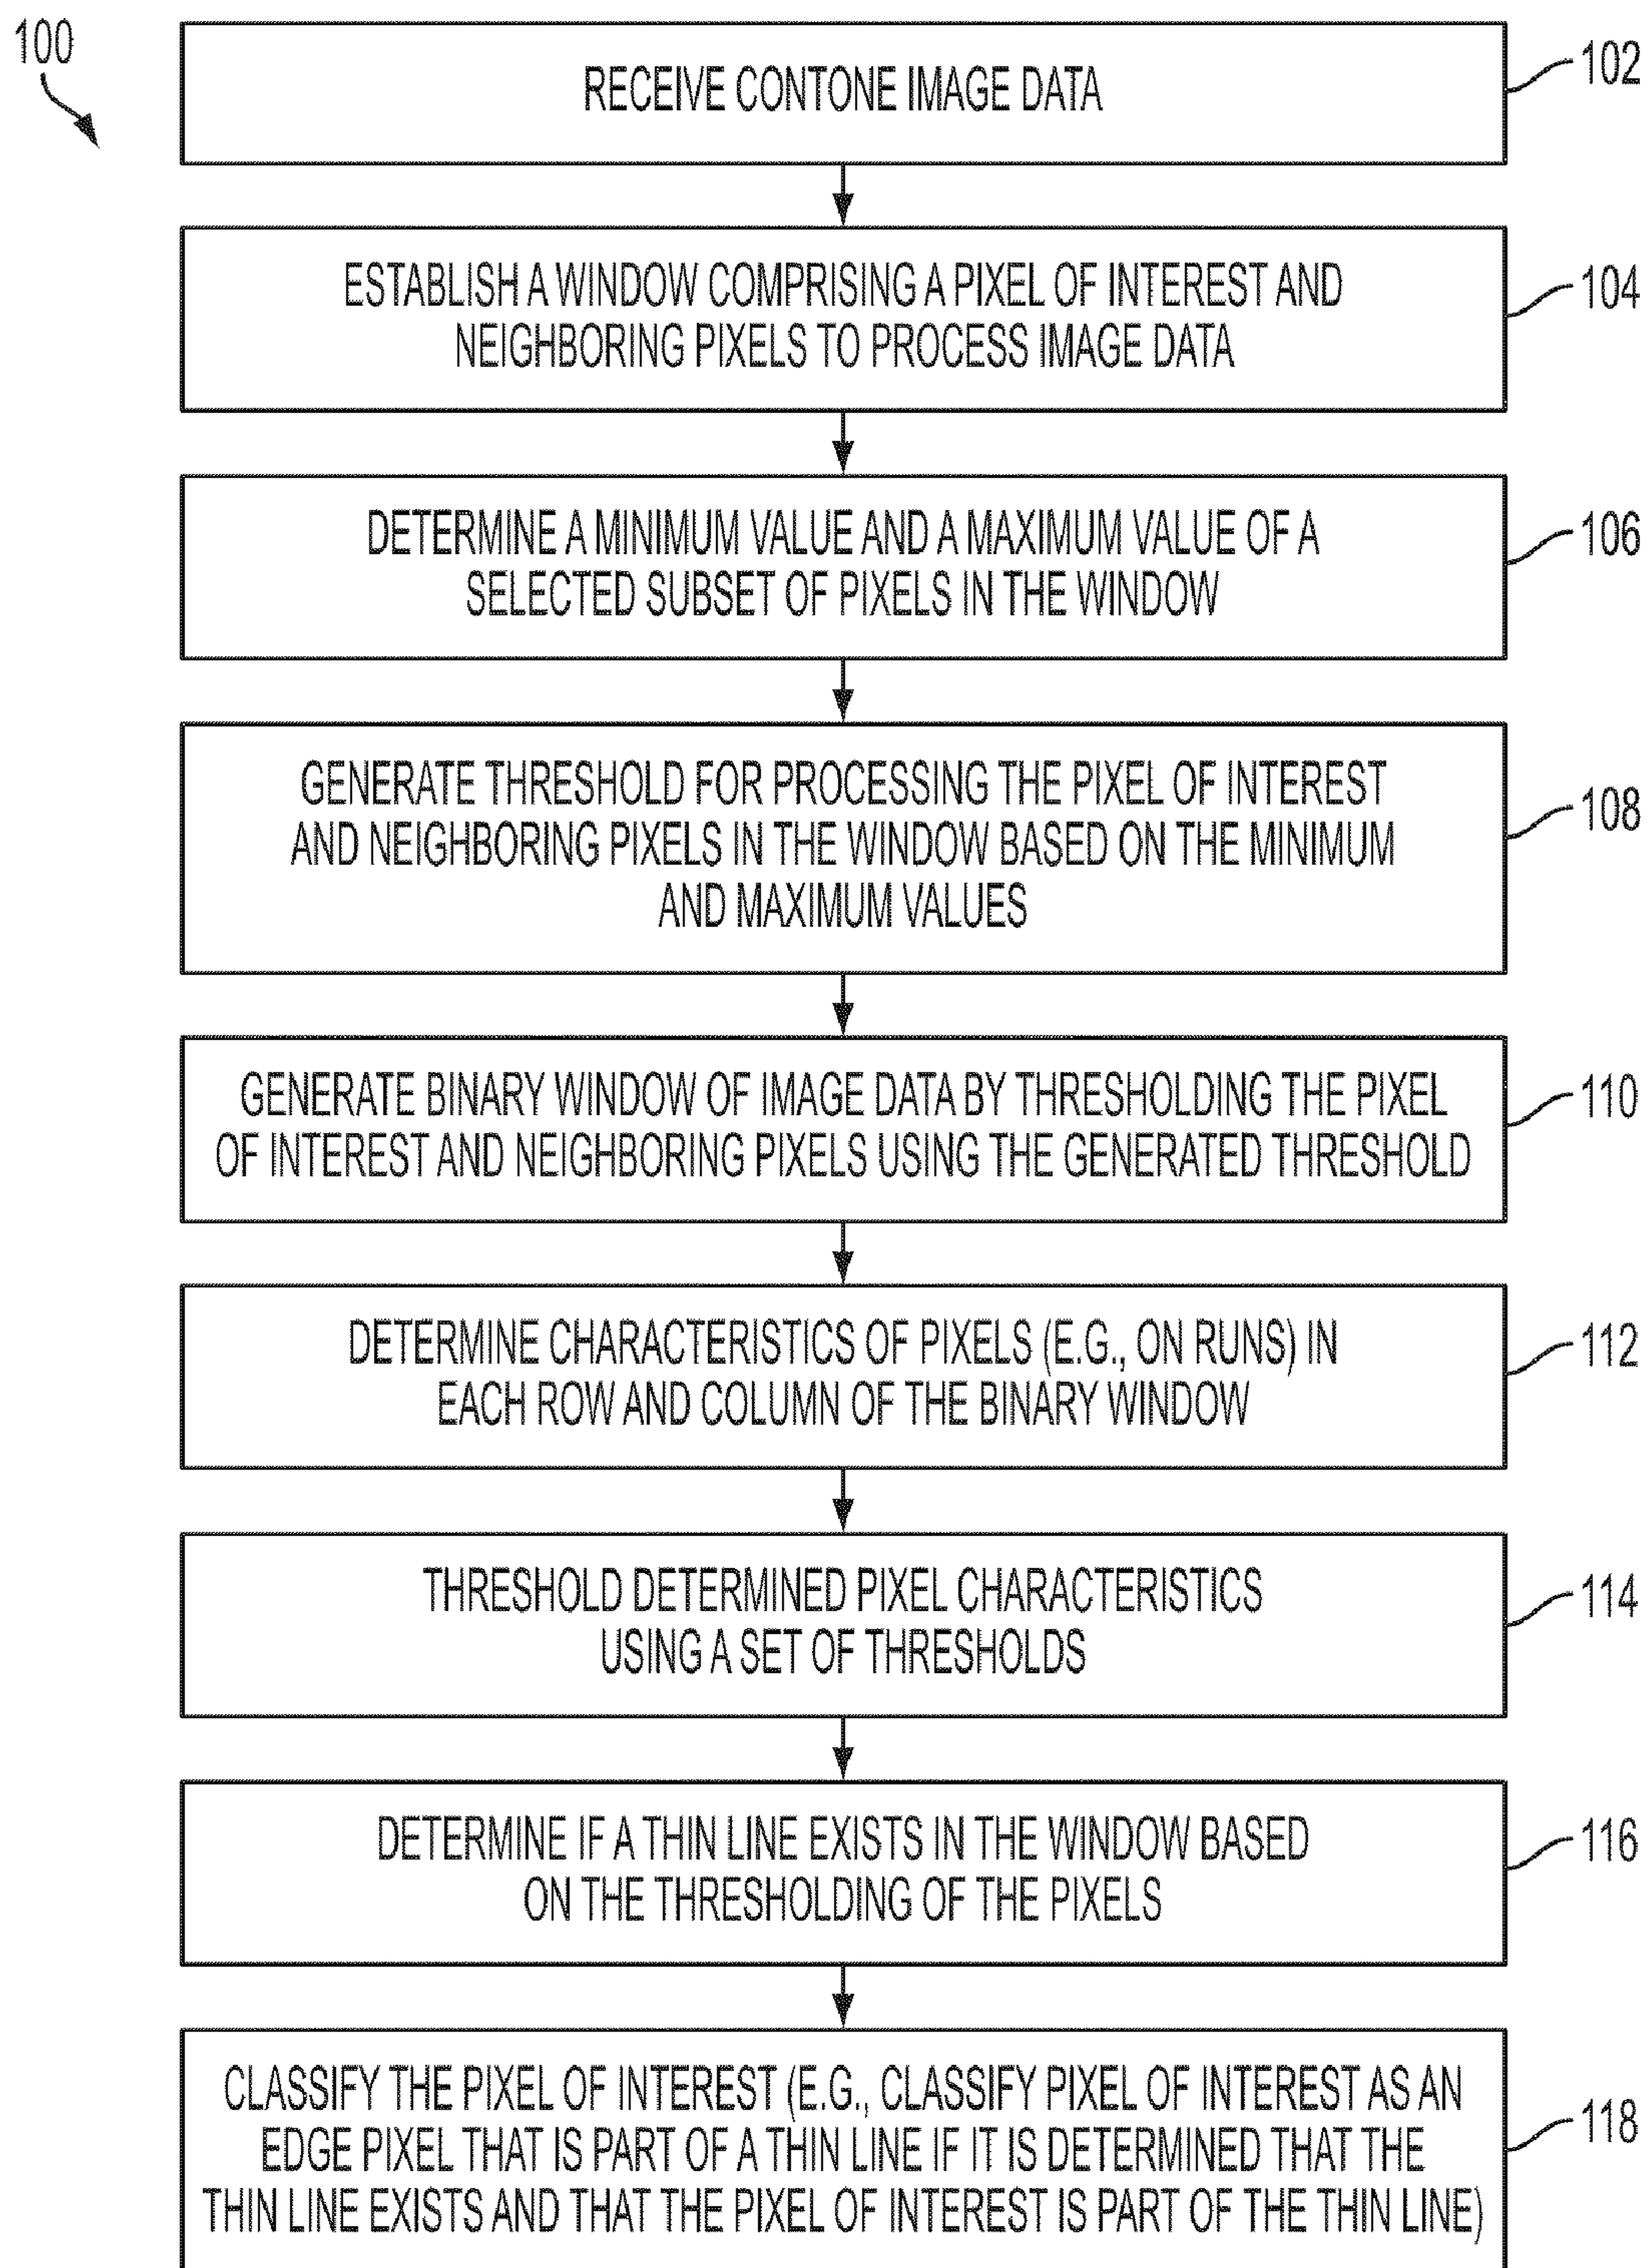 100
RECEIVE CONTONE IMAGE DATA
102
ESTABLISH A WINDOW COMPRISING A PIXEL OF INTEREST AND
NEIGHBORING PIXELS TO PROCESS IMAGE DATA
104
DETERMINE A MINIMUM VALUE AND A MAXIMUM VALUE OF A
SELECTED SUBSET OF PIXELS IN THE WINDOW
106
GENERATE THRESHOLD FOR PROCESSING THE PIXEL OF INTEREST
AND NEIGHBORING PIXELS IN THE WINDOW BASED ON THE MINIMUM
AND MAXIMUM VALUES
108
GENERATE BINARY WINDOW OF IMAGE DATA BY THRESHOLDING THE PIXEL
OF INTEREST AND NEIGHBORING PIXELS USING THE GENERATED THRESHOLD
110
DETERMINE CHARACTERISTICS OF PIXELS (E.G., ON RUNS) IN
EACH ROW AND COLUMN OF THE BINARY WINDOW
112
THRESHOLD DETERMINED PIXEL CHARACTERISTICS
USING A SET OF THRESHOLDS
114
DETERMINE IF A THIN LINE EXISTS IN THE WINDOW BASED
ON THE THRESHOLDING OF THE PIXELS
116
CLASSIFY THE PIXEL OF INTEREST (E.G., CLASSIFY PIXEL OF INTEREST AS AN
EDGE PIXEL THAT IS PART OF A THIN LINE IF IT IS DETERMINED THAT THE
THIN LINE EXISTS AND THAT THE PIXEL OF INTEREST IS PART OF THE THIN LINE)
118